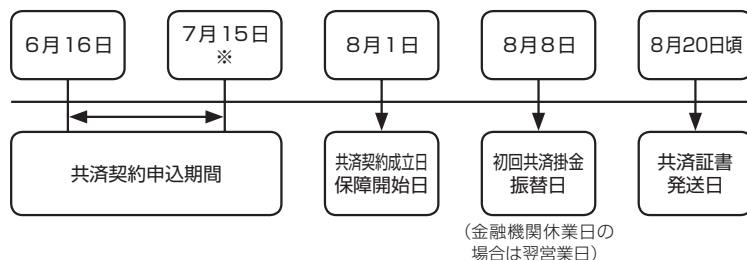 6月16日
7月15日
※
8月1日
8月8日
8月20日頃
共済契約申込期間
共済契約成立日
保障開始日
初回共済掛金
振替日
共済証書
発送日
(金融機関休業日の
場合は翌営業日)